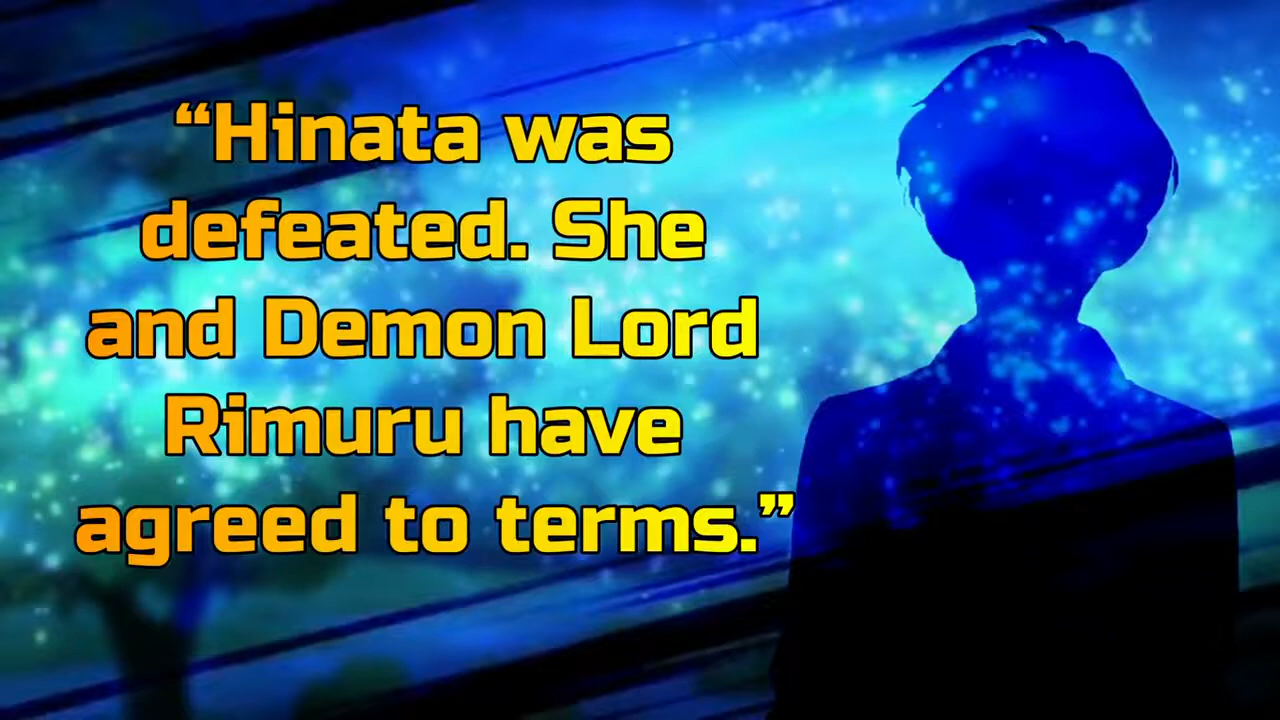 “Hinata was
defeated. She
and Demon Lord
Rimuru have
agreed to terms.”